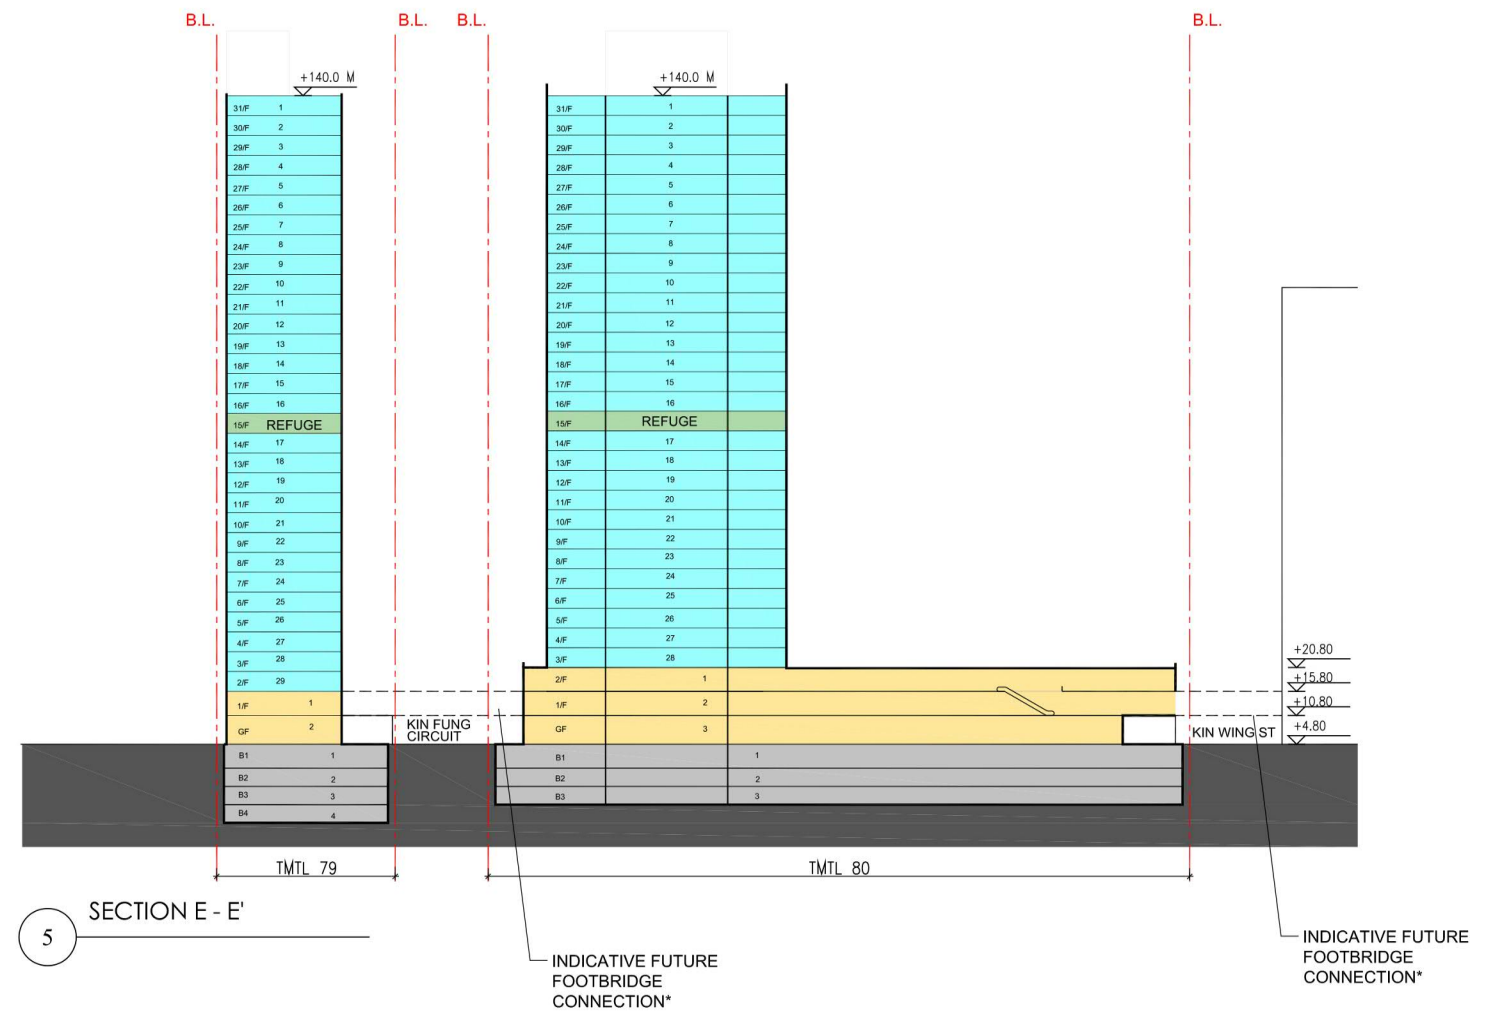 B.L. B.L. B.L. B.L.
+140.0 M +140.0 M
31/F 1 31/F 1
30/F 2 30/F 2
29/F 3 29/F 3
28/F 4 28/F 4
27/F 5 27/F 5
26/F 6 26/F 6
25/F 7 25/F 7
24/F 8 24/F 8
23/F 9 23/F 9
22/F 10 22/F 10
21/F 11 21/F 11
20/F 12 20/F 12
19/F 13 19/F 13
18/F 14 18/F 14
17/F 15 17/F 15
16/F 16 16/F 16
15/F REFUGE 15/F REFUGE
14/F 17 14/F 17
13/F 18 13/F 18
12/F 19 12/F 19
11/F 20 11/F 20
10/F 21 10/F 21
9/F 22 9/F 22
8/F 23 8/F 23
7/F 24 7/F 24
6/F 25 6/F 25
5/F 26 5/F 26
4/F 27 4/F 27
3/F 28 3/F 28
2/F 29 2/F 1
1/F 1 1/F 2
GF 2 GF 3
+20.80
+15.80
+10.80
+4.80
KIN FUNG
CIRCUIT
KIN WING ST
B1 1 B1 1
B2 2 B2 2
B3 3 B3 3
B4 4
TMTL 79 TMTL 80
5 SECTION E - E'
INDICATIVE FUTURE
FOOTBRIDGE
CONNECTION*
INDICATIVE FUTURE
FOOTBRIDGE
CONNECTION*